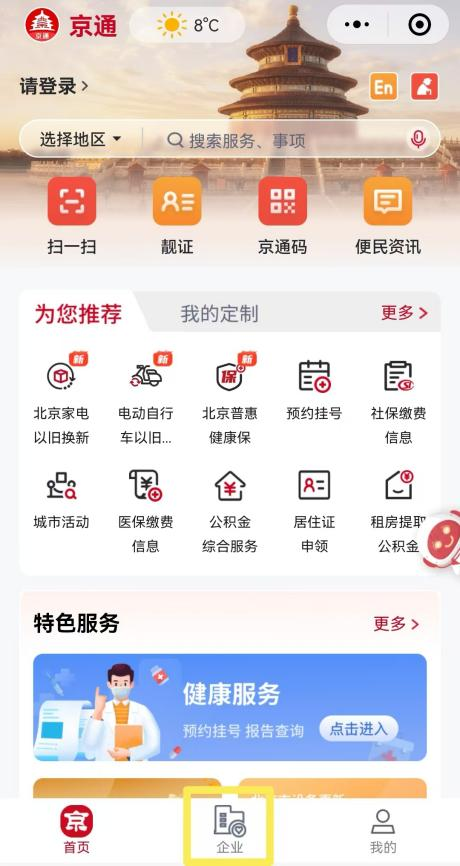 京通
京通
8℃
请登录
En
选择地区
搜索服务、事项
扫一扫
靓证
京通码
便民资讯
为您推荐
我的定制
更多
新
新
新
保
北京家电
以旧换新
电动自行
车以旧...
北京普惠
健康保
预约挂号
社保缴费
信息
城市活动
医保缴费
信息
公积金
综合服务
居住证
申领
租房提取
公积金
特色服务
更多
健康服务
预约挂号 报告查询
点击进入
京
首页
企业
我的